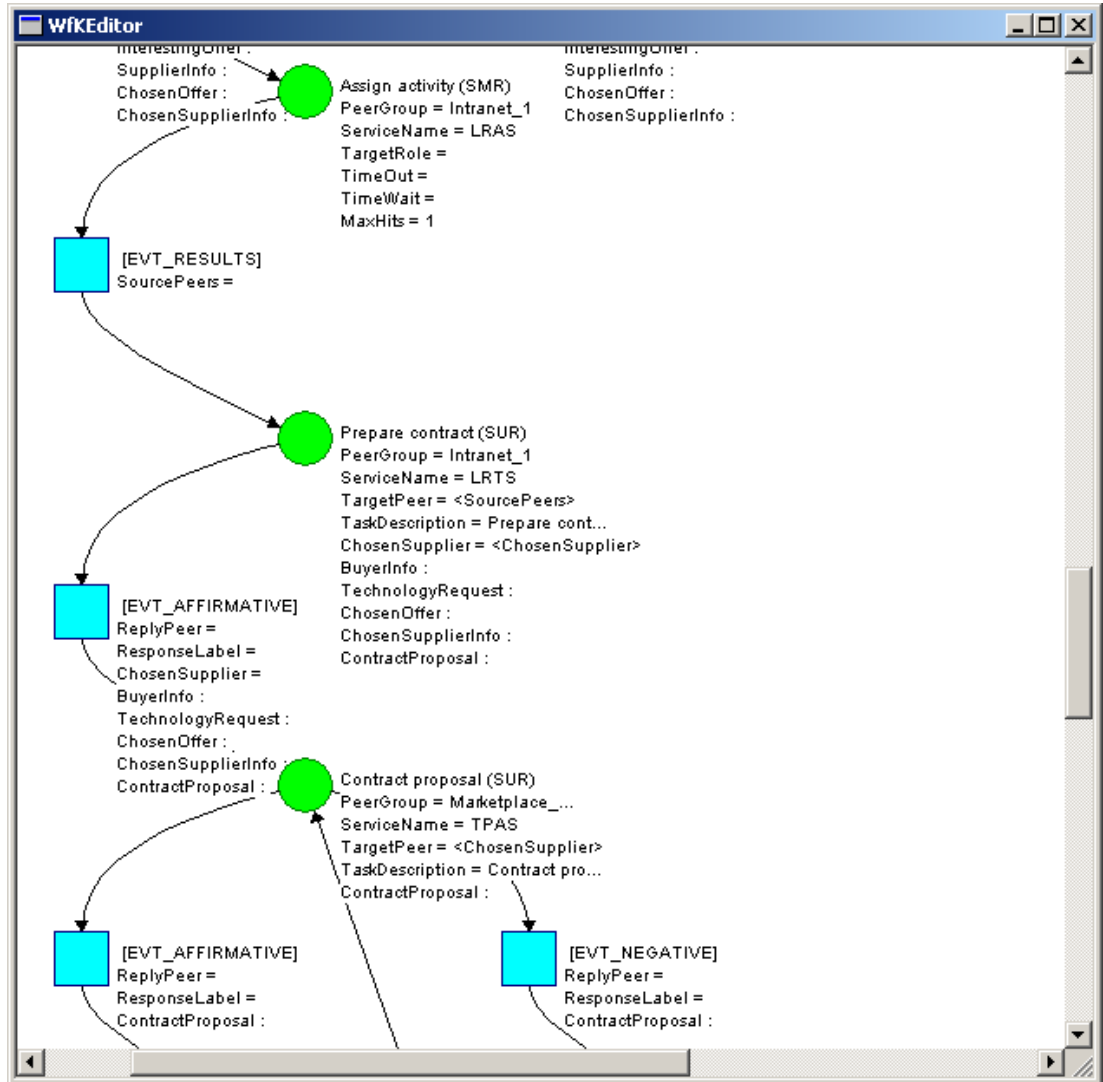 WfKEditor
InterestingOffer :
SupplierInfo :
ChosenOffer :
ChosenSupplierInfo :
Assign activity (SMR)
PeerGroup = Intranet_1
ServiceName = LRAS
TargetRole =
TimeOut =
TimeWait =
MaxHits = 1
InterestingOffer :
SupplierInfo :
ChosenOffer :
ChosenSupplierInfo :
[EVT_RESULTS]
SourcePeers =
Prepare contract (SUR)
PeerGroup = Intranet_1
ServiceName = LRTS
TargetPeer = <SourcePeers>
TaskDescription = Prepare cont...
ChosenSupplier = <ChosenSupplier>
BuyerInfo :
TechnologyRequest :
ChosenOffer :
ChosenSupplierInfo :
ContractProposal :
[EVT_AFFIRMATIVE]
ReplyPeer =
ResponseLabel =
ChosenSupplier =
BuyerInfo :
TechnologyRequest :
ChosenOffer :
ChosenSupplierInfo :
ContractProposal :
Contract proposal (SUR)
PeerGroup = Marketplace_...
ServiceName = TPAS
TargetPeer = <ChosenSupplier>
TaskDescription = Contract pro...
ContractProposal :
[EVT_AFFIRMATIVE]
ReplyPeer =
ResponseLabel =
ContractProposal :
[EVT_NEGATIVE]
ReplyPeer =
ResponseLabel =
ContractProposal :